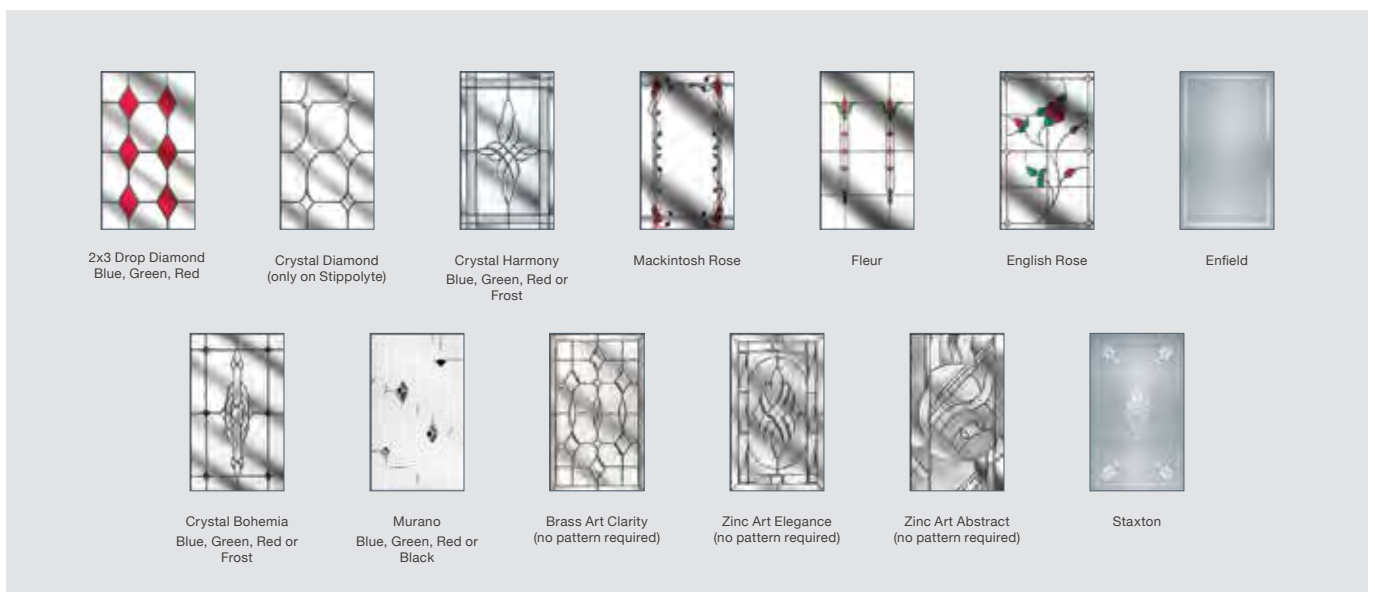 2x3 Drop Diamond
Blue, Green, Red
Crystal Diamond
(only on Stippolyte)
Crystal Harmony
Blue, Green, Red or
Frost
Mackintosh Rose
Fleur
English Rose
Enfield
Crystal Bohemia
Blue, Green, Red or
Frost
Murano
Blue, Green, Red or
Black
Brass Art Clarity
(no pattern required)
Zinc Art Elegance
(no pattern required)
Zinc Art Abstract
(no pattern required)
Staxton